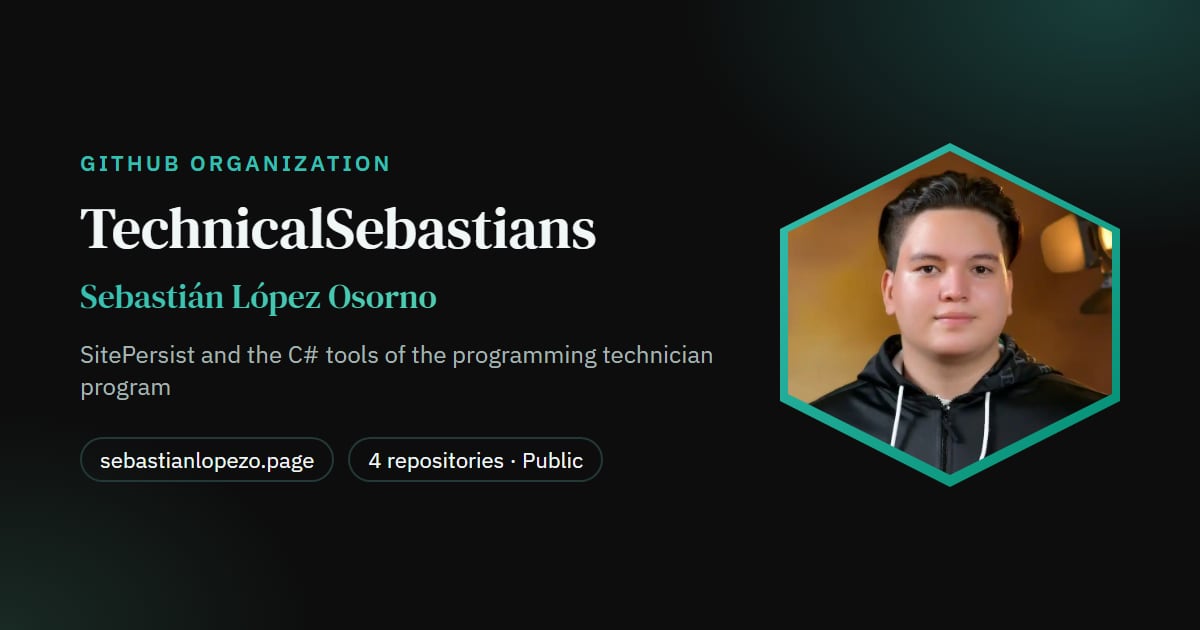 GITHUB ORGANIZATION
TechnicalSebastians
Sebastián López Osorno
SitePersist and the C# tools of the programming technician
program
sebastianlopezo.page
4 repositories · Public